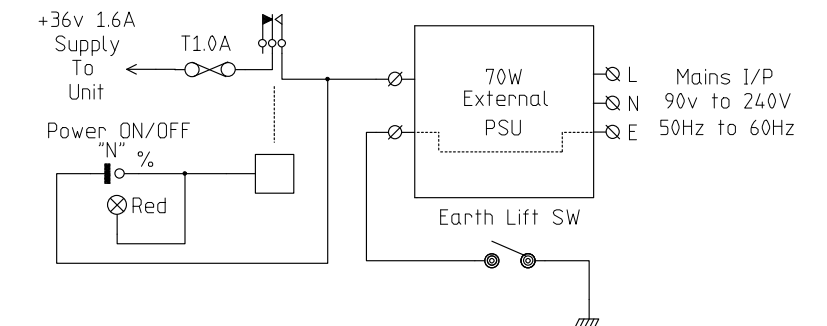 +36v 1.6A
Supply
To
Unit
T1.0A
70W
External
PSU
L
N
E
Mains I/P
90v to 240V
50Hz to 60Hz
Power ON/OFF
"N" %
Red
Earth Lift SW